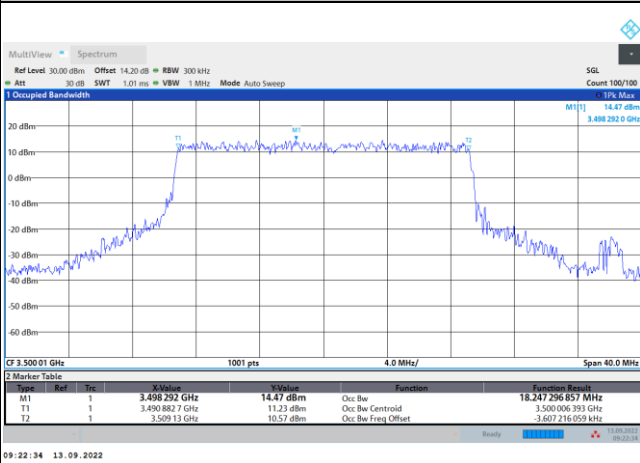 MultiView Spectrum
Ref Level 30.00 dBm Offset 14.20 dB RBW 300 kHz SGL
Att 30 dB SWT 1.01 ms VBW 1 MHz Mode Auto Sweep Count 100/100
1 Occupied Bandwidth 1Pk Max
M1[1] 14.47 dBm
3.498 292 0 GHz
20 dBm
T1 M1 T2
10 dBm
0 dBm
-10 dBm
-20 dBm
-30 dBm
-40 dBm
-50 dBm
-60 dBm
CF 3.500 01 GHz 1001 pts 4.0 MHz/ Span 40.0 MHz
2 Marker Table
Type Ref Trc X-Value Y-Value Function Function Result
M1 1 3.498 292 GHz 14.47 dBm Occ Bw 18.247 296 857 MHz
T1 1 3.490 882 7 GHz 11.23 dBm Occ Bw Centroid 3.500 006 393 GHz
T2 1 3.509 13 GHz 10.57 dBm Occ Bw Freq Offset -3.607 216 059 kHz
Ready 13.09.2022
09:22:34
09:22:34 13.09.2022